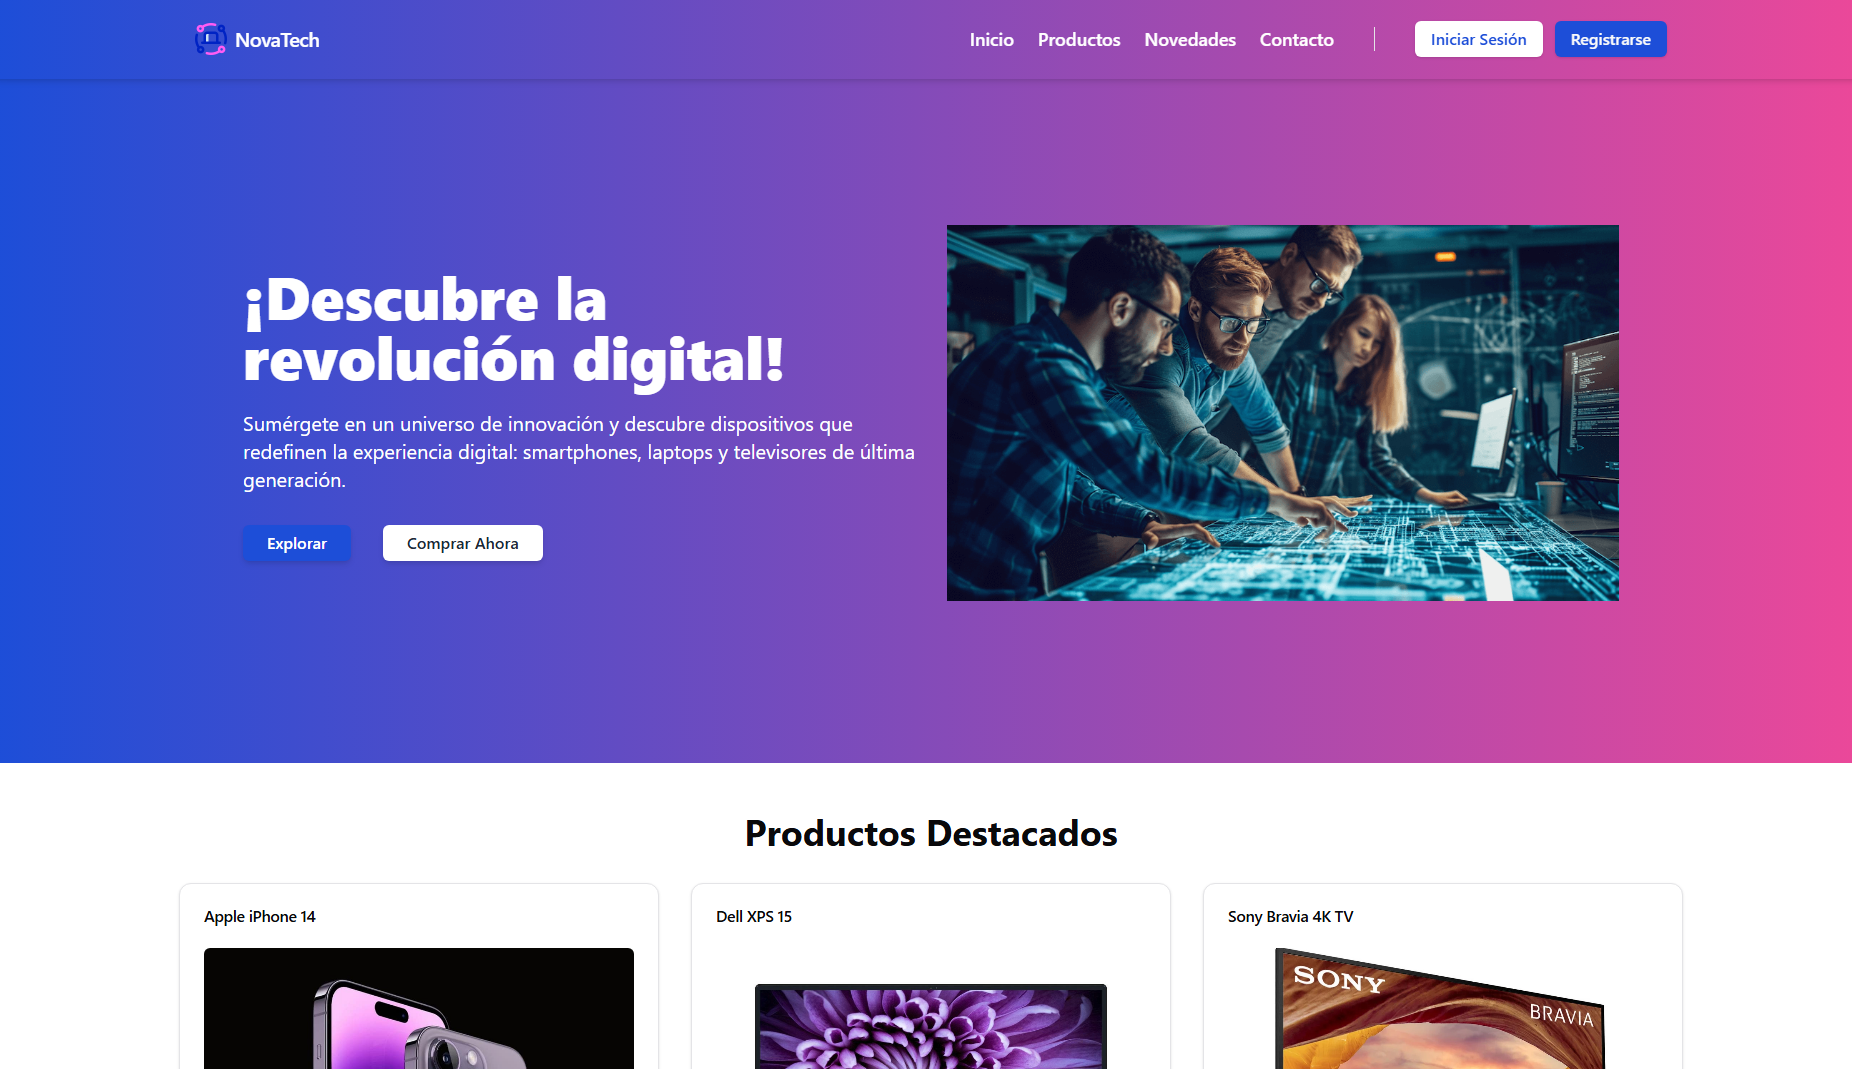 NovaTech
Inicio
Productos
Novedades
Contacto
Iniciar Sesión
Registrarse
¡Descubre la
revolución digital!
Sumérgete en un universo de innovación y descubre dispositivos que
redefinen la experiencia digital: smartphones, laptops y televisores de última
generación.
Explorar
Comprar Ahora
Productos Destacados
Apple iPhone 14
Dell XPS 15
Sony Bravia 4K TV
SONY
BRAVIA